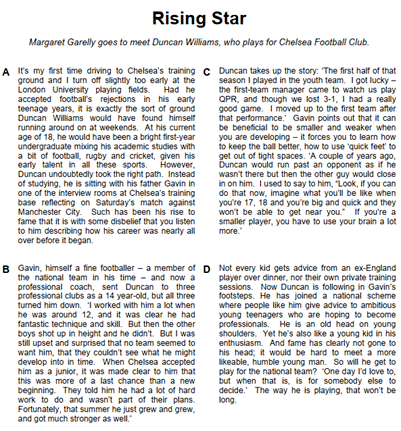 Rising Star
Margaret Garelly goes to meet Duncan Williams, who plays for Chelsea Football Club.
A It's my first time driving to Chelsea's training
ground and I turn off slightly too early at the
London University playing fields. Had he
accepted football's rejections in his early
teenage years, it is exactly the sort of ground
Duncan Williams would have found himself
running around on at weekends. At his current
age of 18, he would have been a bright first-year
undergraduate mixing his academic studies with
a bit of football, rugby and cricket, given his
early talent in all these sports. However,
Duncan undoubtedly took the right path. Instead
of studying, he is sitting with his father Gavin in
one of the interview rooms at Chelsea's training
base reflecting on Saturday's match against
Manchester City. Such has been his rise to
fame that it is with some disbelief that you listen
to him describing how his career was nearly all
over before it began.
B Gavin, himself a fine footballer – a member of
the national team in his time – and now a
professional coach, sent Duncan to three
professional clubs as a 14 year-old, but all three
turned him down. 'I worked with him a lot when
he was around 12, and it was clear he had
fantastic technique and skill. But then the other
boys shot up in height and he didn't. But I was
still upset and surprised that no team seemed to
want him, that they couldn't see what he might
develop into in time. When Chelsea accepted
him as a junior, it was made clear to him that
this was more of a last chance than a new
beginning. They told him he had a lot of hard
work to do and wasn't part of their plans.
Fortunately, that summer he just grew and grew,
and got much stronger as well.'
C Duncan takes up the story: 'The first half of that
season I played in the youth team. I got lucky –
the first-team manager came to watch us play
QPR, and though we lost 3-1, I had a really
good game. I moved up to the first team after
that performance.' Gavin points out that it can
be beneficial to be smaller and weaker when
you are developing – it forces you to learn how
to keep the ball better, how to use 'quick feet' to
get out of tight spaces. 'A couple of years ago,
Duncan would run past an opponent as if he
wasn't there but then the other guy would close
in on him. I used to say to him, "Look, if you can
do that now, imagine what you'll be like when
you're 17, 18 and you're big and quick and they
won't be able to get near you." If you're a
smaller player, you have to use your brain a lot
more.'
D Not every kid gets advice from an ex-England
player over dinner, nor their own private training
sessions. Now Duncan is following in Gavin's
footsteps. He has joined a national scheme
where people like him give advice to ambitious
young teenagers who are hoping to become
professionals. He is an old head on young
shoulders. Yet he's also like a young kid in his
enthusiasm. And fame has clearly not gone to
his head; it would be hard to meet a more
likeable, humble young man. So will he get to
play for the national team? 'One day I'd love to,
but when that is, is for somebody else to
decide.' The way he is playing, that won't be
long.